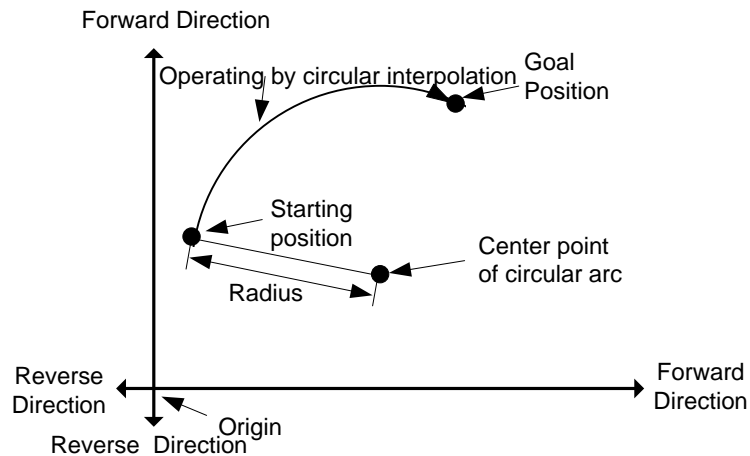 Forward Direction
Operating by circular interpolation
Goal
Position
Starting
position
Center point
of circular arc
Radius
Reverse
Direction
Forward
Direction
Origin
Reverse Direction